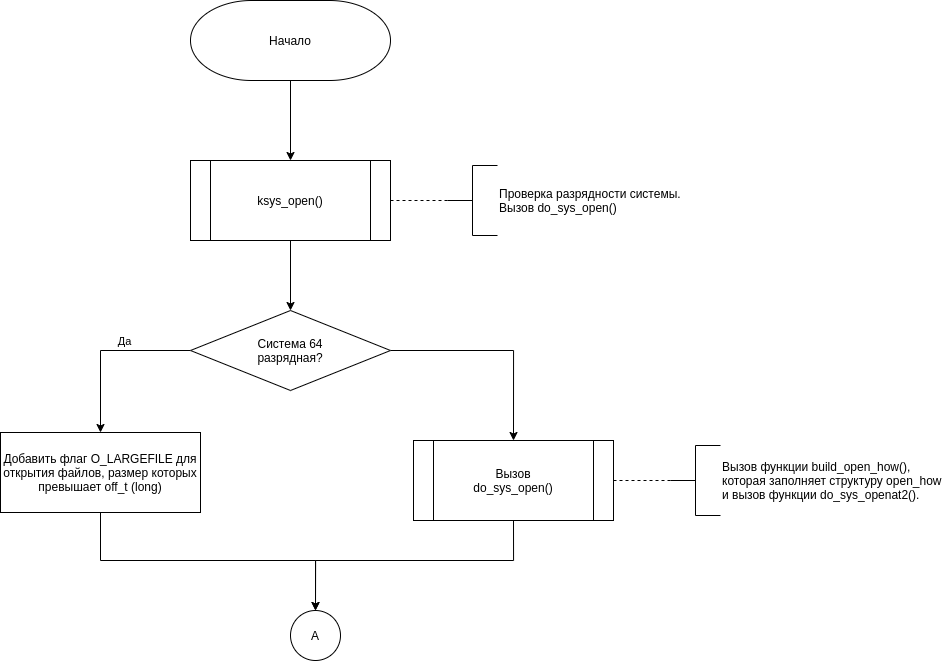 Начало
ksys_open()
Проверка разрядности системы.
Вызов do_sys_open()
Система 64
разрядная?
Да
Добавить флаг O_LARGEFILE для
открытия файлов, размер которых
превышает off_t (long)
Вызов
do_sys_open()
Вызов функции build_open_how(),
которая заполняет структуру open_how
и вызов функции do_sys_openat2().
A